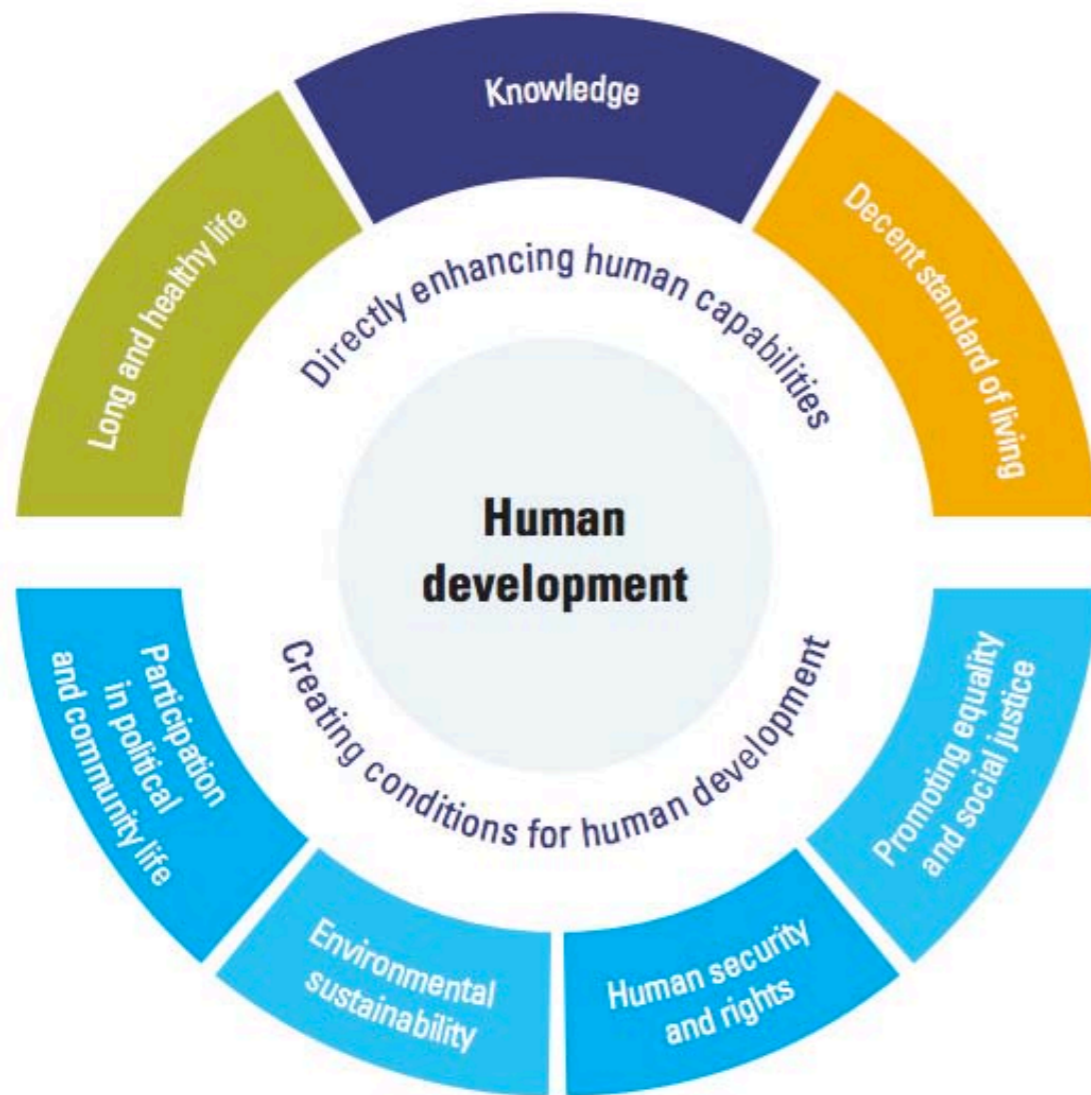 Knowledge
Long and healthy life
Decent standard of living
Directly enhancing human capabilities
Human
development
Creating conditions for human development
Participation
in political
and community life
Environmental
sustainability
Human security
and rights
Promoting equality
and social justice